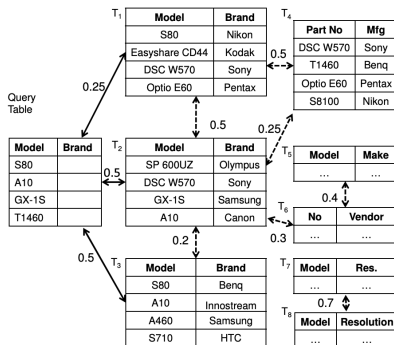 T1
Model Brand
S80 Nikon
Easyshare CD44 Kodak
DSC W570 Sony
Optio E60 Pentax
T4
Part No Mfg
DSC W570 Sony
T1460 Benq
Optio E60 Pentax
S8100 Nikon
0.5
0.25
0.5
0.25
Query
Table
Model Brand
S80
A10
GX-1S
T1460
0.5
T2
Model Brand
SP 600UZ Olympus
DSC W570 Sony
GX-1S Samsung
A10 Canon
T5
Model Make
... ...
0.4
T6
No Vendor
... ...
0.3
0.2
0.5
T3
Model Brand
S80 Benq
A10 Innostream
A460 Samsung
S710 HTC
T7
Model Res.
... ...
0.7
T8
Model Resolution
... ...